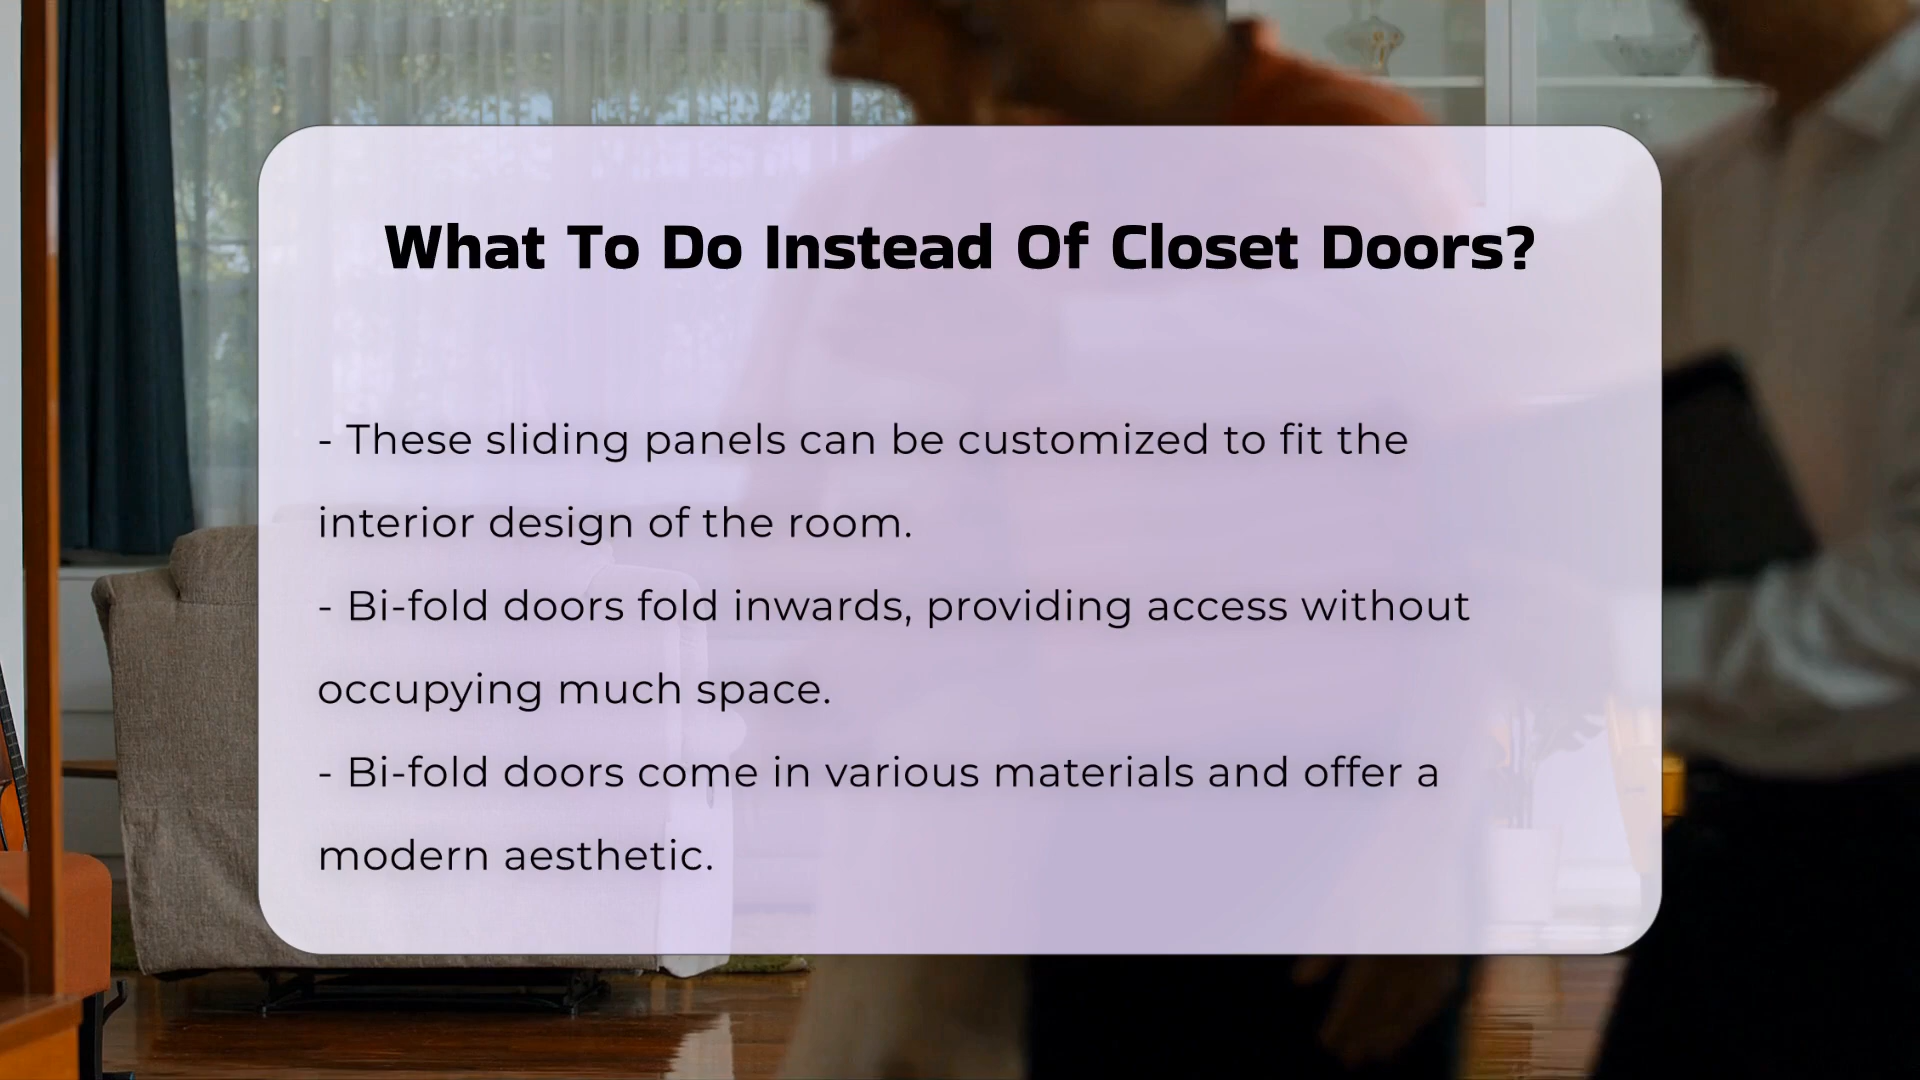 What To Do Instead Of Closet Doors?
- These sliding panels can be customized to fit the
interior design of the room.
- Bi-fold doors fold inwards, providing access without
occupying much space.
- Bi-fold doors come in various materials and offer a
modern aesthetic.